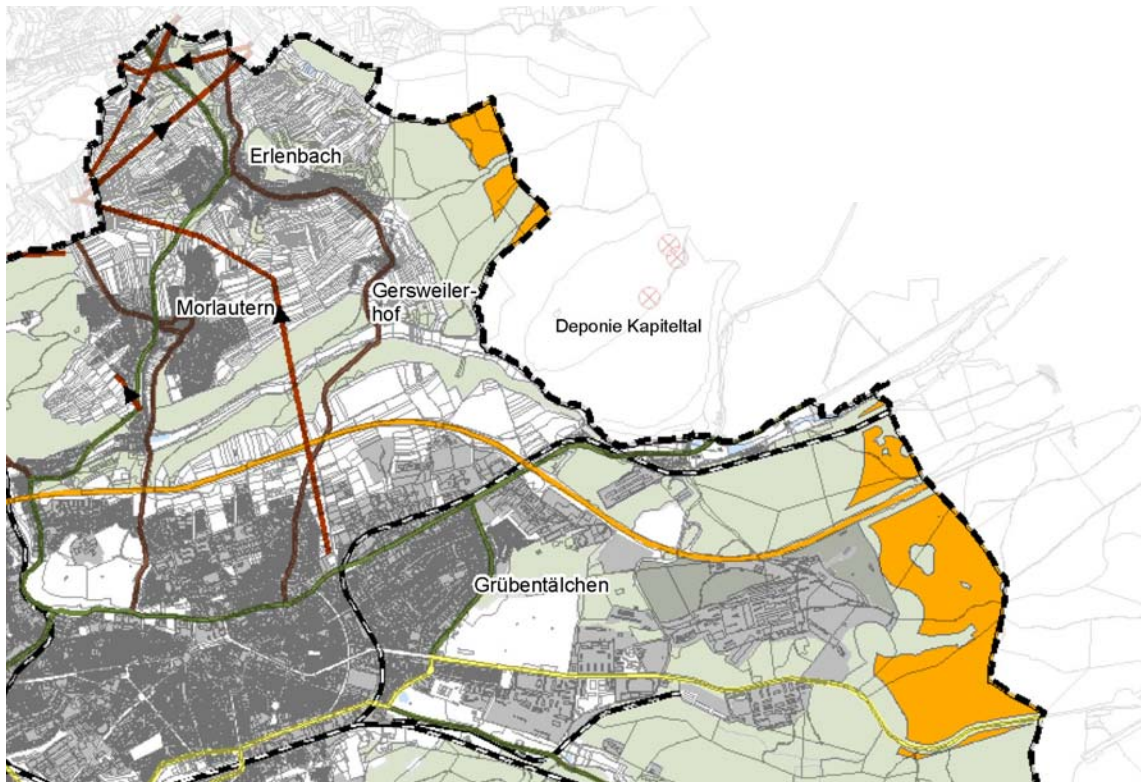 Erlenbach
Gersweiler-
hof
Morlautern
Deponie Kapiteltal
Grübentälchen